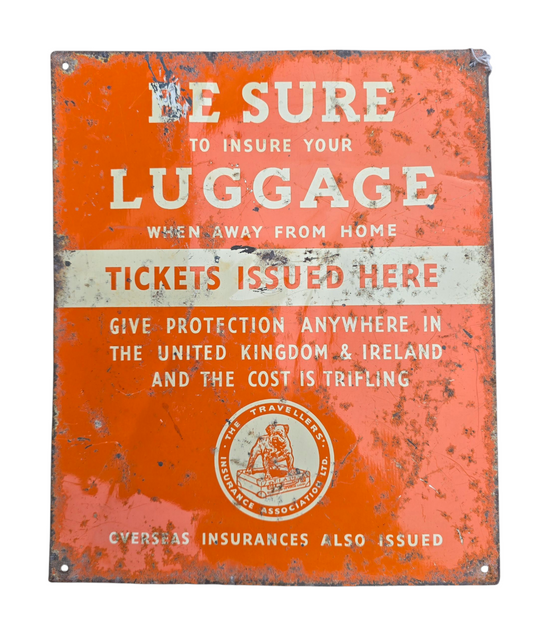 BE SURE
TO INSURE YOUR
LUGGAGE
WHEN AWAY FROM HOME
TICKETS ISSUED HERE
GIVE PROTECTION ANYWHERE IN
THE UNITED KINGDOM & IRELAND
AND THE COST IS TRIFLING
· THE TRAVELLERS' ·
INSURANCE ASSOCIATION LTD.
OVERSEAS INSURANCES ALSO ISSUED